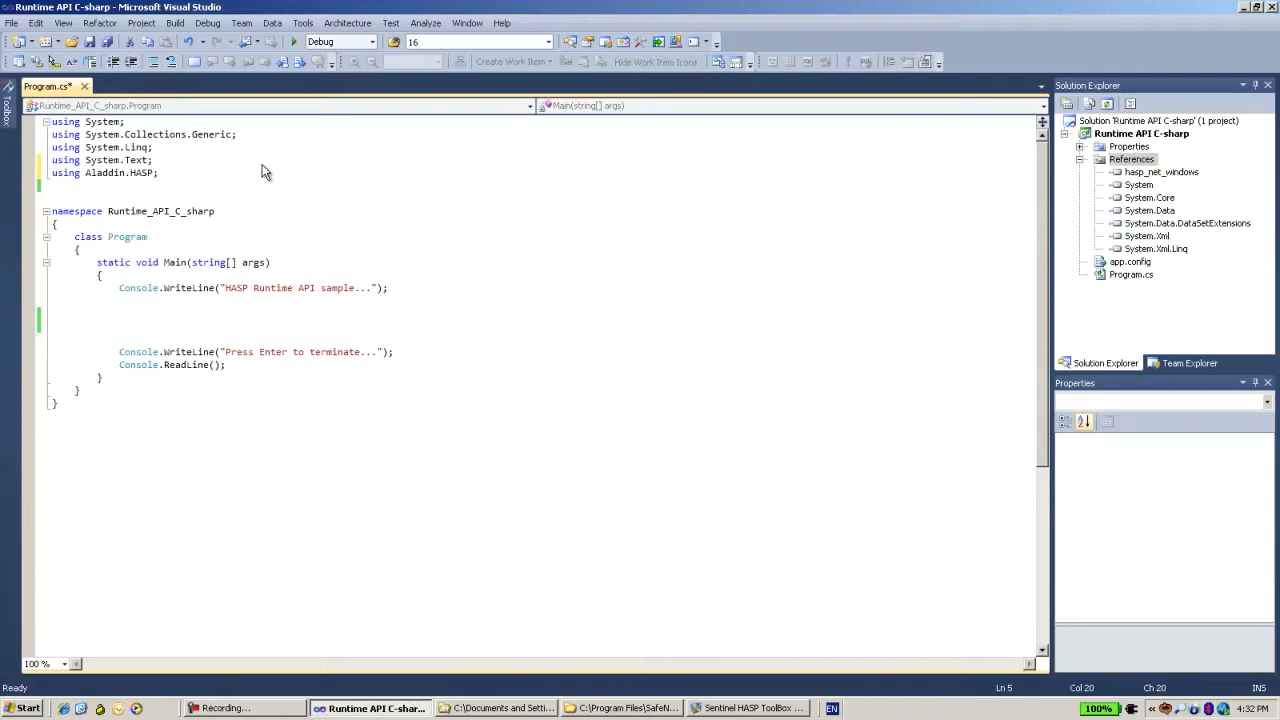 Runtime API C-sharp - Microsoft Visual Studio
File Edit View Refactor Project Build Debug Team Data Tools Architecture Test Analyze Window Help
Debug 16
Create Work Item Hide Work Item Icons
Toolbox
Program.cs*
Runtime_API_C_sharp.Program Main(string[] args)
using System;
using System.Collections.Generic;
using System.Linq;
using System.Text;
using Aladdin.HASP;
namespace Runtime_API_C_sharp
{
class Program
{
static void Main(string[] args)
{
Console.WriteLine("HASP Runtime API sample...");
Console.WriteLine("Press Enter to terminate...");
Console.ReadLine();
}
}
}
100 %
Solution Explorer
Solution 'Runtime API C-sharp' (1 project)
Runtime API C-sharp
Properties
References
hasp_net_windows
System
System.Core
System.Data
System.Data.DataSetExtensions
System.Xml
System.Xml.Linq
app.config
Program.cs
Solution Explorer Team Explorer
Properties
Ready Ln 5 Col 20 Ch 20 INS
Start Recording... Runtime API C-shar... C:\Documents and Setti... C:\Program Files\SafeN... Sentinel HASP ToolBox EN 100% 4:32 PM